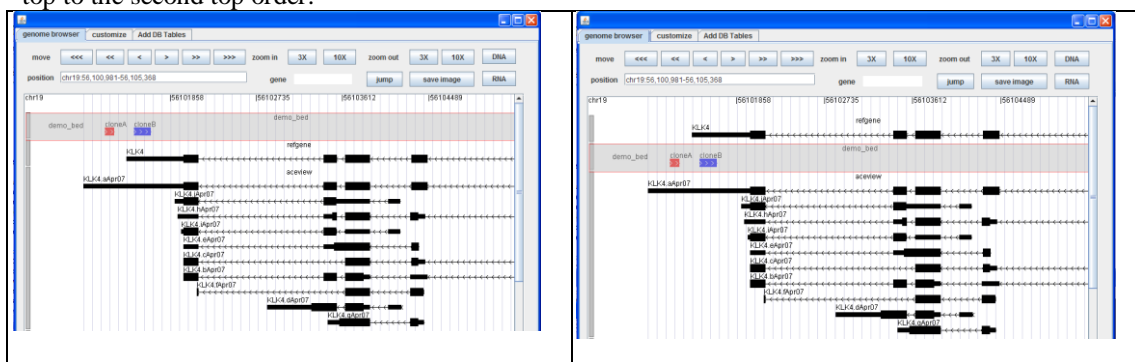 top to the second top order.
genome browser customize Add DB Tables
move <<< << < > >> >>> zoom in 3X 10X zoom out 3X 10X DNA
position chr19:56,100,981-56,105,368 gene jump save image RNA
chr19 |56101858 |56102735 |56103612 |56104489
demo_bed
demo_bed cloneA cloneB
refgene
KLK4
aceview
KLK4.aApr07
KLK4.jApr07
KLK4.hApr07
KLK4.iApr07
KLK4.eApr07
KLK4.cApr07
KLK4.bApr07
KLK4.fApr07
KLK4.dApr07
KLK4.gApr07
genome browser customize Add DB Tables
move <<< << < > >> >>> zoom in 3X 10X zoom out 3X 10X DNA
position chr19:56,100,981-56,105,368 gene jump save image RNA
chr19 |56101858 |56102735 |56103612 |56104489
refgene
KLK4
demo_bed
demo_bed cloneA cloneB
aceview
KLK4.aApr07
KLK4.jApr07
KLK4.hApr07
KLK4.iApr07
KLK4.eApr07
KLK4.cApr07
KLK4.bApr07
KLK4.fApr07
KLK4.dApr07
KLK4.gApr07